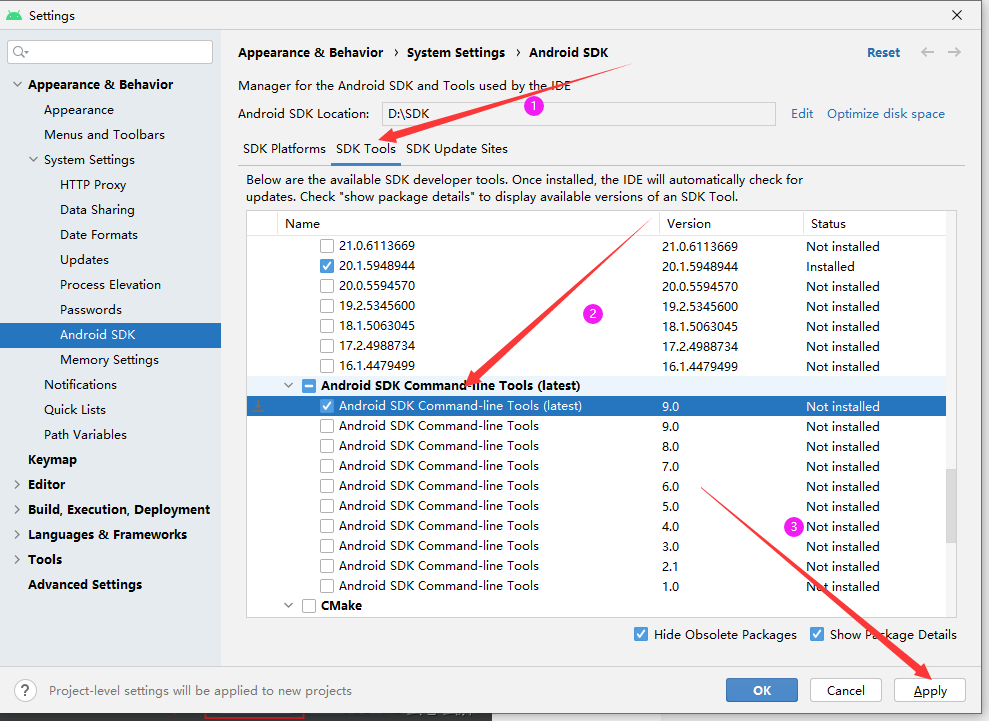 Settings
Appearance & Behavior › System Settings › Android SDK
Reset
Manager for the Android SDK and Tools used by the IDE
Android SDK Location: D:\SDK
Edit
Optimize disk space
1
SDK Platforms SDK Tools SDK Update Sites
Below are the available SDK developer tools. Once installed, the IDE will automatically check for
updates. Check "show package details" to display available versions of an SDK Tool.
Appearance & Behavior
Appearance
Menus and Toolbars
System Settings
HTTP Proxy
Data Sharing
Date Formats
Updates
Process Elevation
Passwords
Android SDK
Memory Settings
Notifications
Quick Lists
Path Variables
Keymap
Editor
Build, Execution, Deployment
Languages & Frameworks
Tools
Advanced Settings
Name Version Status
21.0.6113669 21.0.6113669 Not installed
20.1.5948944 20.1.5948944 Installed
20.0.5594570 20.0.5594570 Not installed
19.2.5345600 19.2.5345600 Not installed
2
18.1.5063045 18.1.5063045 Not installed
17.2.4988734 17.2.4988734 Not installed
16.1.4479499 16.1.4479499 Not installed
Android SDK Command-line Tools (latest)
Android SDK Command-line Tools (latest) 9.0 Not installed
Android SDK Command-line Tools 9.0 Not installed
Android SDK Command-line Tools 8.0 Not installed
Android SDK Command-line Tools 7.0 Not installed
Android SDK Command-line Tools 6.0 Not installed
Android SDK Command-line Tools 5.0 Not installed
Android SDK Command-line Tools 4.0 Not installed
3
Android SDK Command-line Tools 3.0 Not installed
Android SDK Command-line Tools 2.1 Not installed
Android SDK Command-line Tools 1.0 Not installed
CMake
Hide Obsolete Packages Show Package Details
? Project-level settings will be applied to new projects
OK Cancel Apply